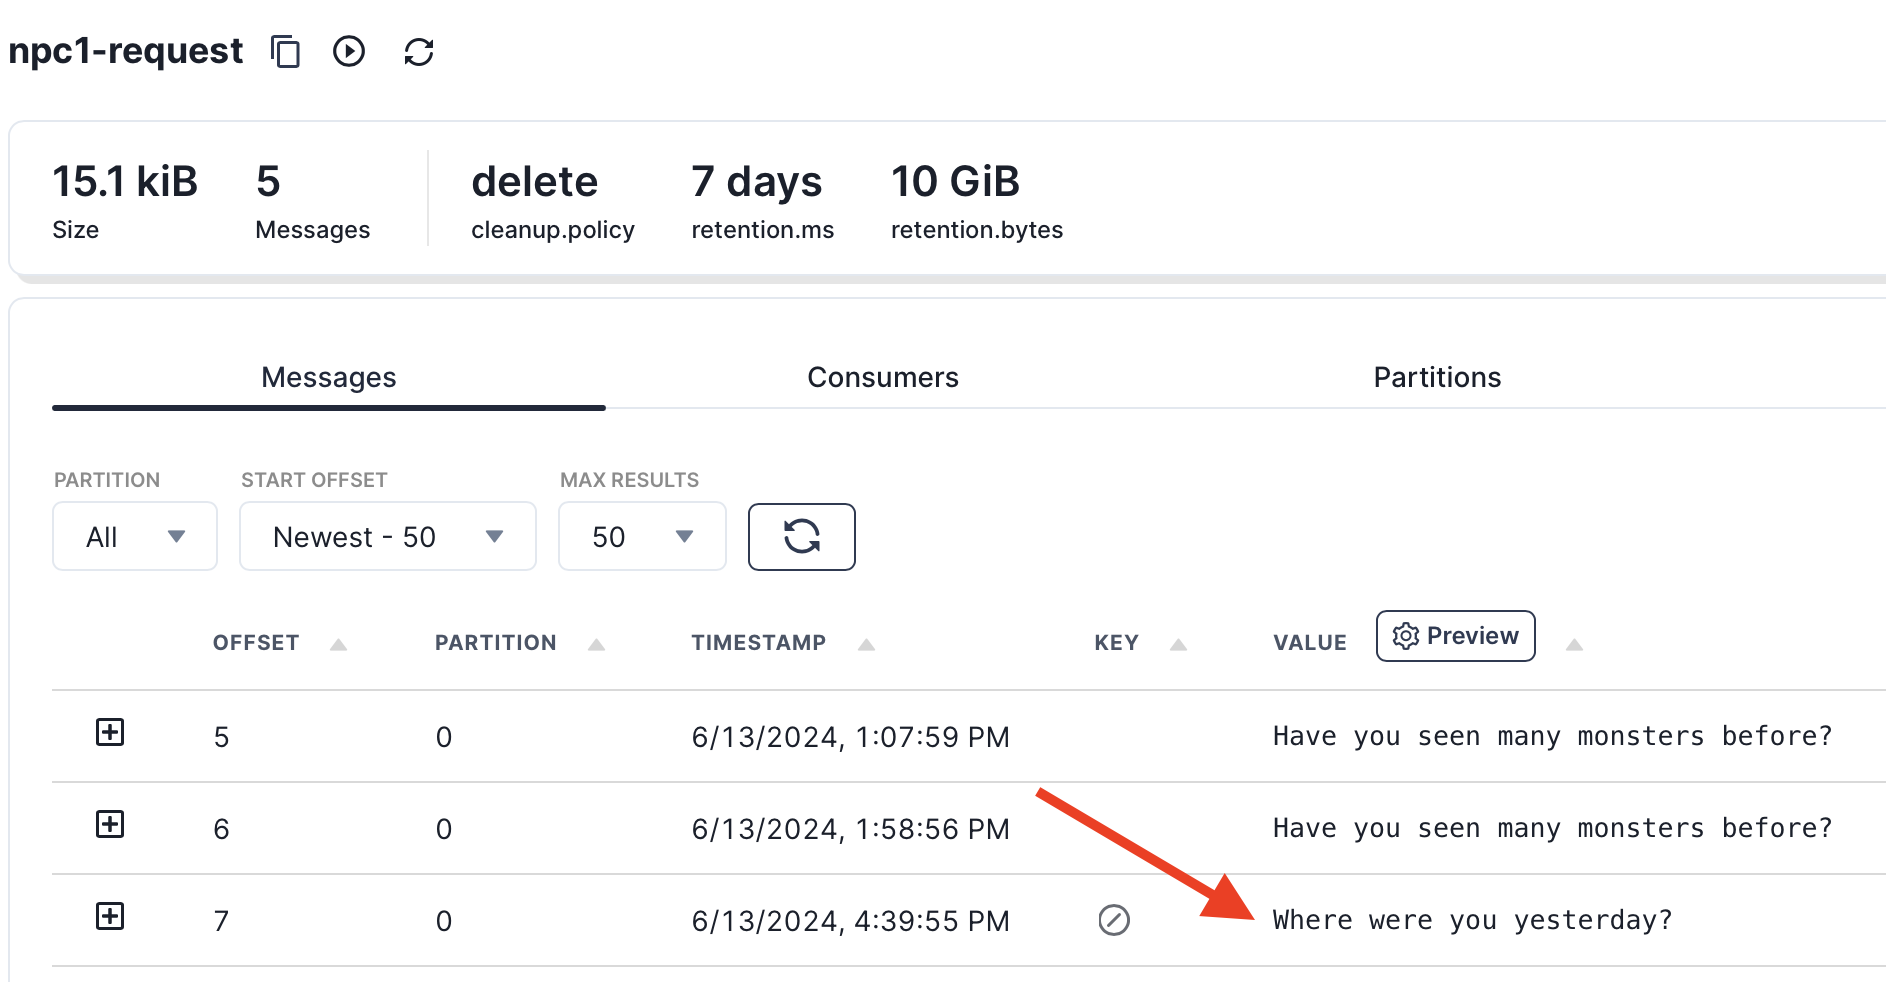 npc1-request
15.1 kiB 5 delete 7 days 10 GiB
Size Messages cleanup.policy retention.ms retention.bytes
Messages Consumers Partitions
PARTITION START OFFSET MAX RESULTS
All Newest - 50 50
OFFSET PARTITION TIMESTAMP KEY VALUE Preview
5 0 6/13/2024, 1:07:59 PM Have you seen many monsters before?
6 0 6/13/2024, 1:58:56 PM Have you seen many monsters before?
7 0 6/13/2024, 4:39:55 PM Where were you yesterday?